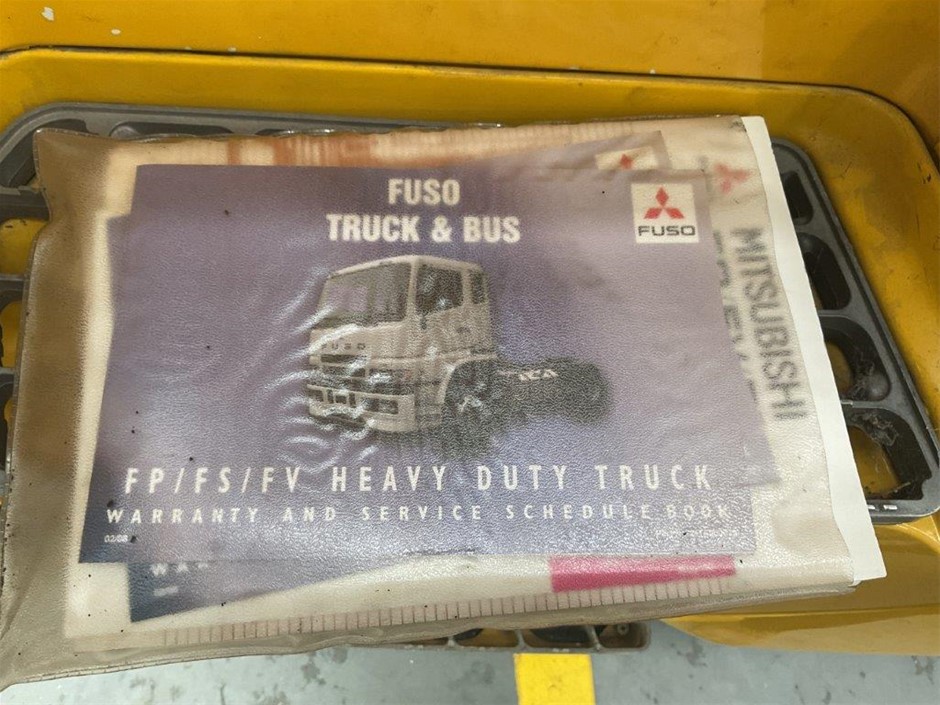 FUSO
TRUCK & BUS
FUSO
FUSO
FP/FS/FV HEAVY DUTY TRUCK
WARRANTY AND SERVICE SCHEDULE BOOK
02/08
MITSUBISHI